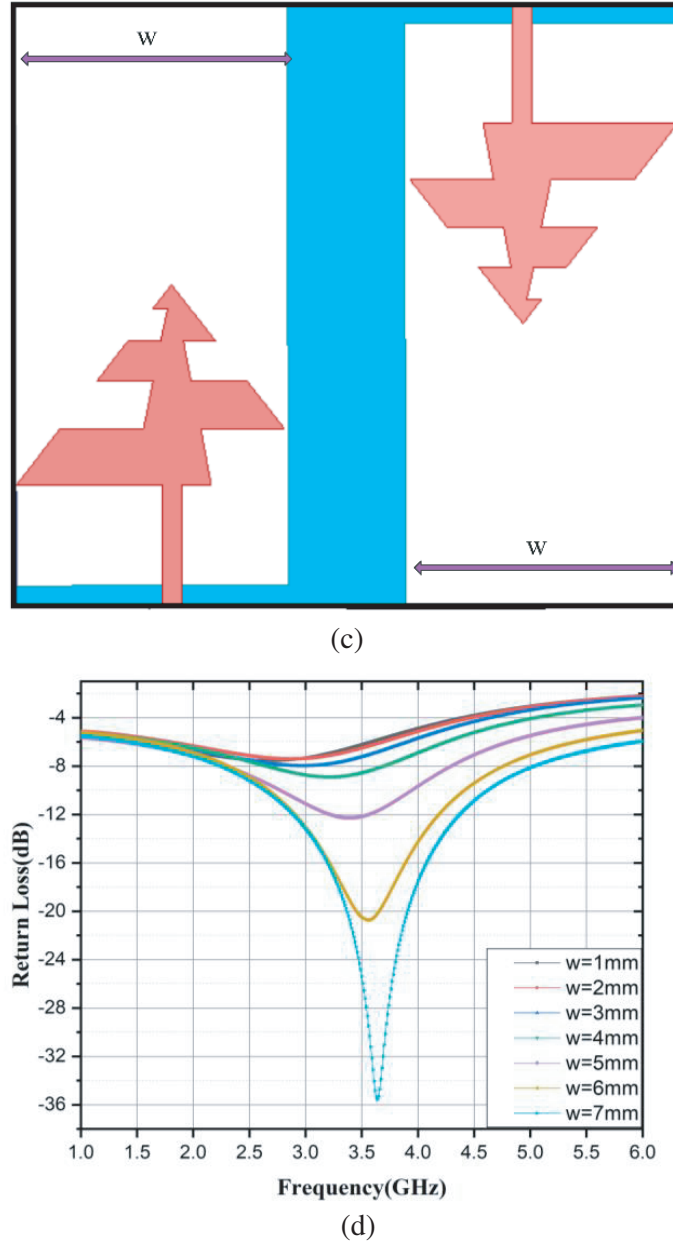 w
w
(c)
-4
-8
-12
-16
-20
-24
-28
-32
-36
Return Loss(dB)
w=1mm
w=2mm
w=3mm
w=4mm
w=5mm
w=6mm
w=7mm
1.0 1.5 2.0 2.5 3.0 3.5 4.0 4.5 5.0 5.5 6.0
Frequency(GHz)
(d)